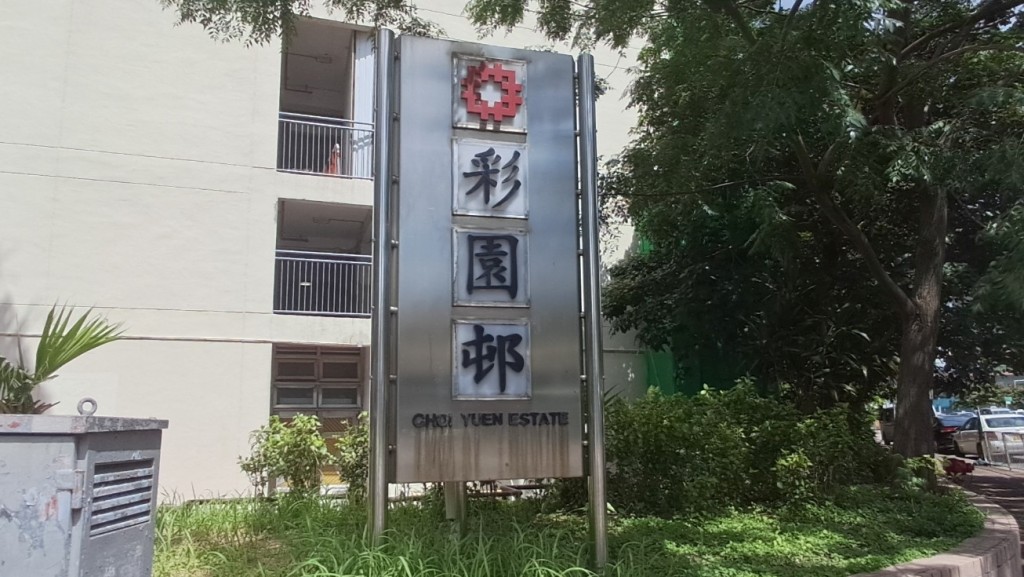 彩園邨
CHOI YUEN ESTATE